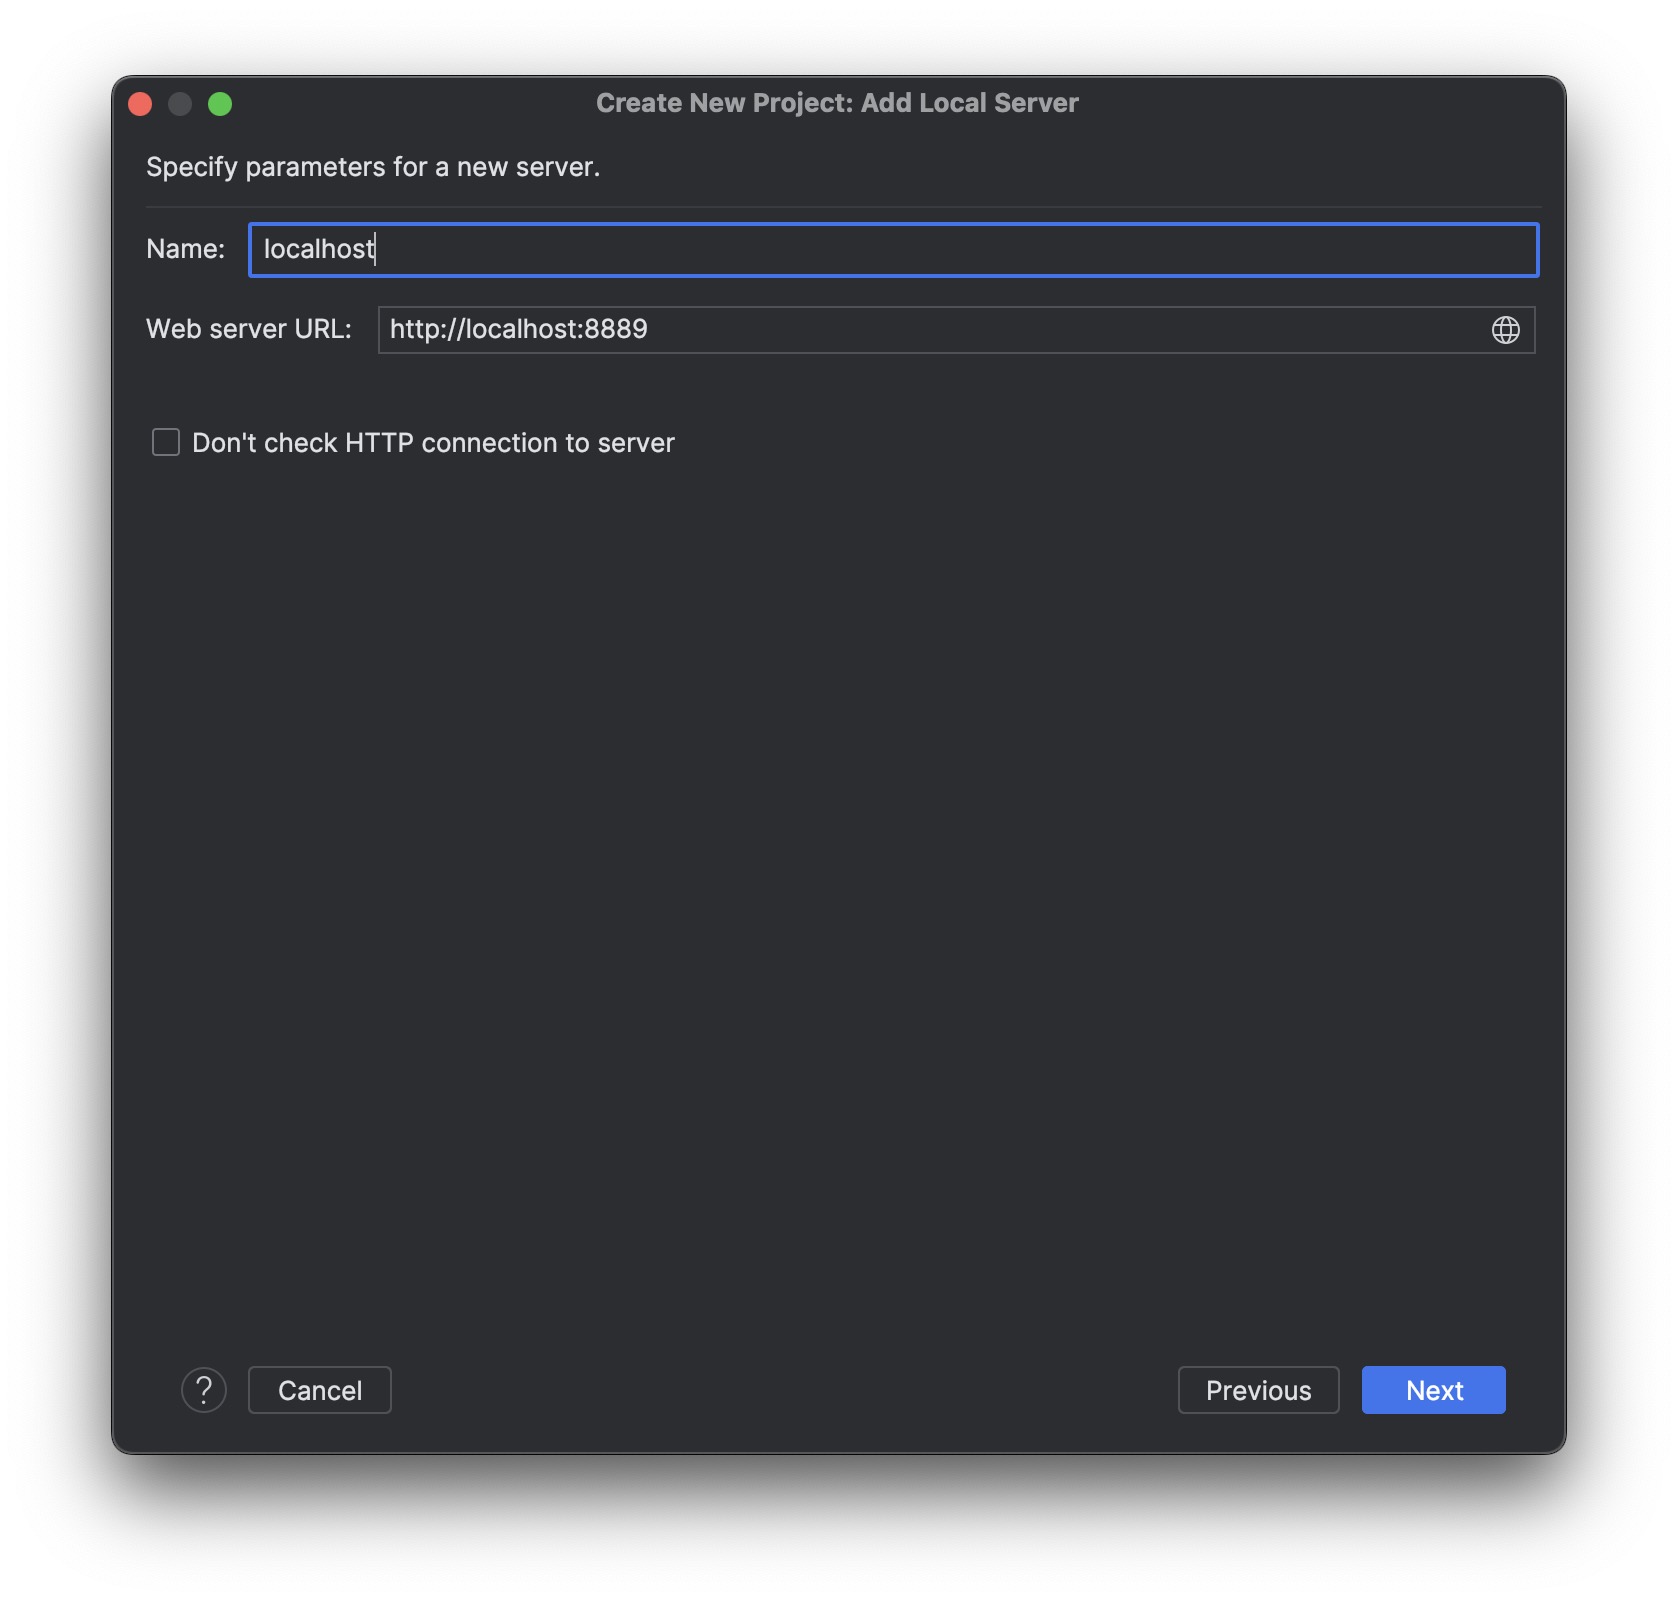 Create New Project: Add Local Server
Specify parameters for a new server.
Name: localhost
Web server URL: http://localhost:8889
Don't check HTTP connection to server
? Cancel Previous Next